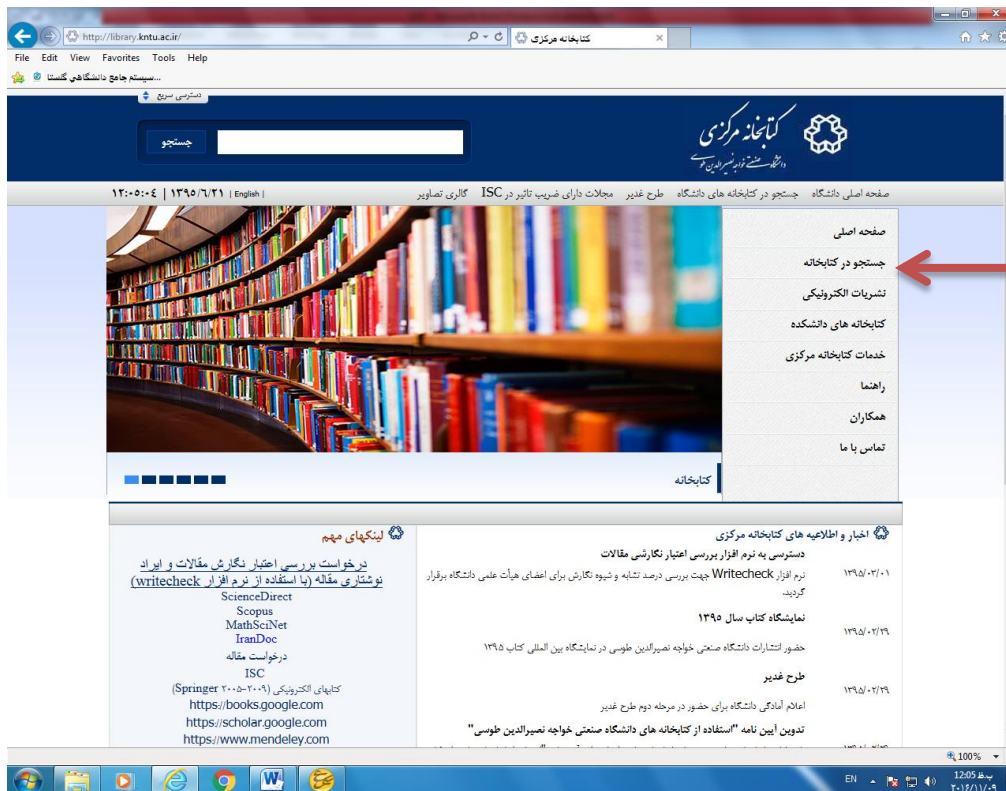 http://library.kntu.ac.ir/
کتابخانه مرکزی
File Edit View Favorites Tools Help
سیستم جامع دانشگاهي گلستا...
دسترسی سریع
جستجو
کتابخانه مرکزی
دانشگاه صنعتی خواجه نصیرالدین طوسی
صفحه اصلی دانشگاه جستجو در کتابخانه های دانشگاه طرح غدیر مجلات دارای ضریب تاثیر در ISC گالری تصاویر
| English | ۱۳۹۵/٦/۲۱ | ۱۲:۰۵:۰٤
صفحه اصلی
جستجو در کتابخانه
نشریات الکترونیکی
کتابخانه های دانشکده
خدمات کتابخانه مرکزی
راهنما
همکاران
تماس با ما
کتابخانه
اخبار و اطلاعیه های کتابخانه مرکزی
دسترسی به نرم افزار بررسی اعتبار نگارشی مقالات
۱۳۹۵/۰۳/۰۱
نرم افزار Writecheck جهت بررسی درصد تشابه و شیوه نگارش برای اعضای هیأت علمی دانشگاه برقرار
گردید.
نمایشگاه کتاب سال ۱۳۹۵
۱۳۹۵/۰۲/۲۹
حضور انتشارات دانشگاه صنعتی خواجه نصیرالدین طوسی در نمایشگاه بین المللی کتاب ۱۳۹۵
طرح غدیر
۱۳۹۵/۰۲/۲۹
اعلام آمادگی دانشگاه برای حضور در مرحله دوم طرح غدیر
تدوین آیین نامه "استفاده از کتابخانه های دانشگاه صنعتی خواجه نصیرالدین طوسی"
لینکهای مهم
درخواست بررسی اعتبار نگارش مقالات و ایراد
نوشتاری مقاله (با استفاده از نرم افزار writecheck)
ScienceDirect
Scopus
MathSciNet
IranDoc
درخواست مقاله
ISC
کتابهای الکترونیکی (Springer ۲۰۰۵-۲۰۰۹)
https://books.google.com
https://scholar.google.com
https://www.mendeley.com
100%
EN
12:05 ب.ظ
۲۰۱۶/۱۱/۰۹